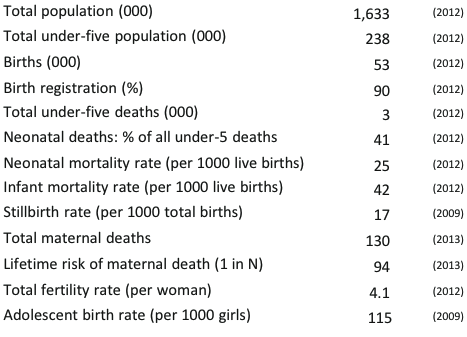 Total population (000) 1,633 (2012)
Total under-five population (000) 238 (2012)
Births (000) 53 (2012)
Birth registration (%) 90 (2012)
Total under-five deaths (000) 3 (2012)
Neonatal deaths: % of all under-5 deaths 41 (2012)
Neonatal mortality rate (per 1000 live births) 25 (2012)
Infant mortality rate (per 1000 live births) 42 (2012)
Stillbirth rate (per 1000 total births) 17 (2009)
Total maternal deaths 130 (2013)
Lifetime risk of maternal death (1 in N) 94 (2013)
Total fertility rate (per woman) 4.1 (2012)
Adolescent birth rate (per 1000 girls) 115 (2009)